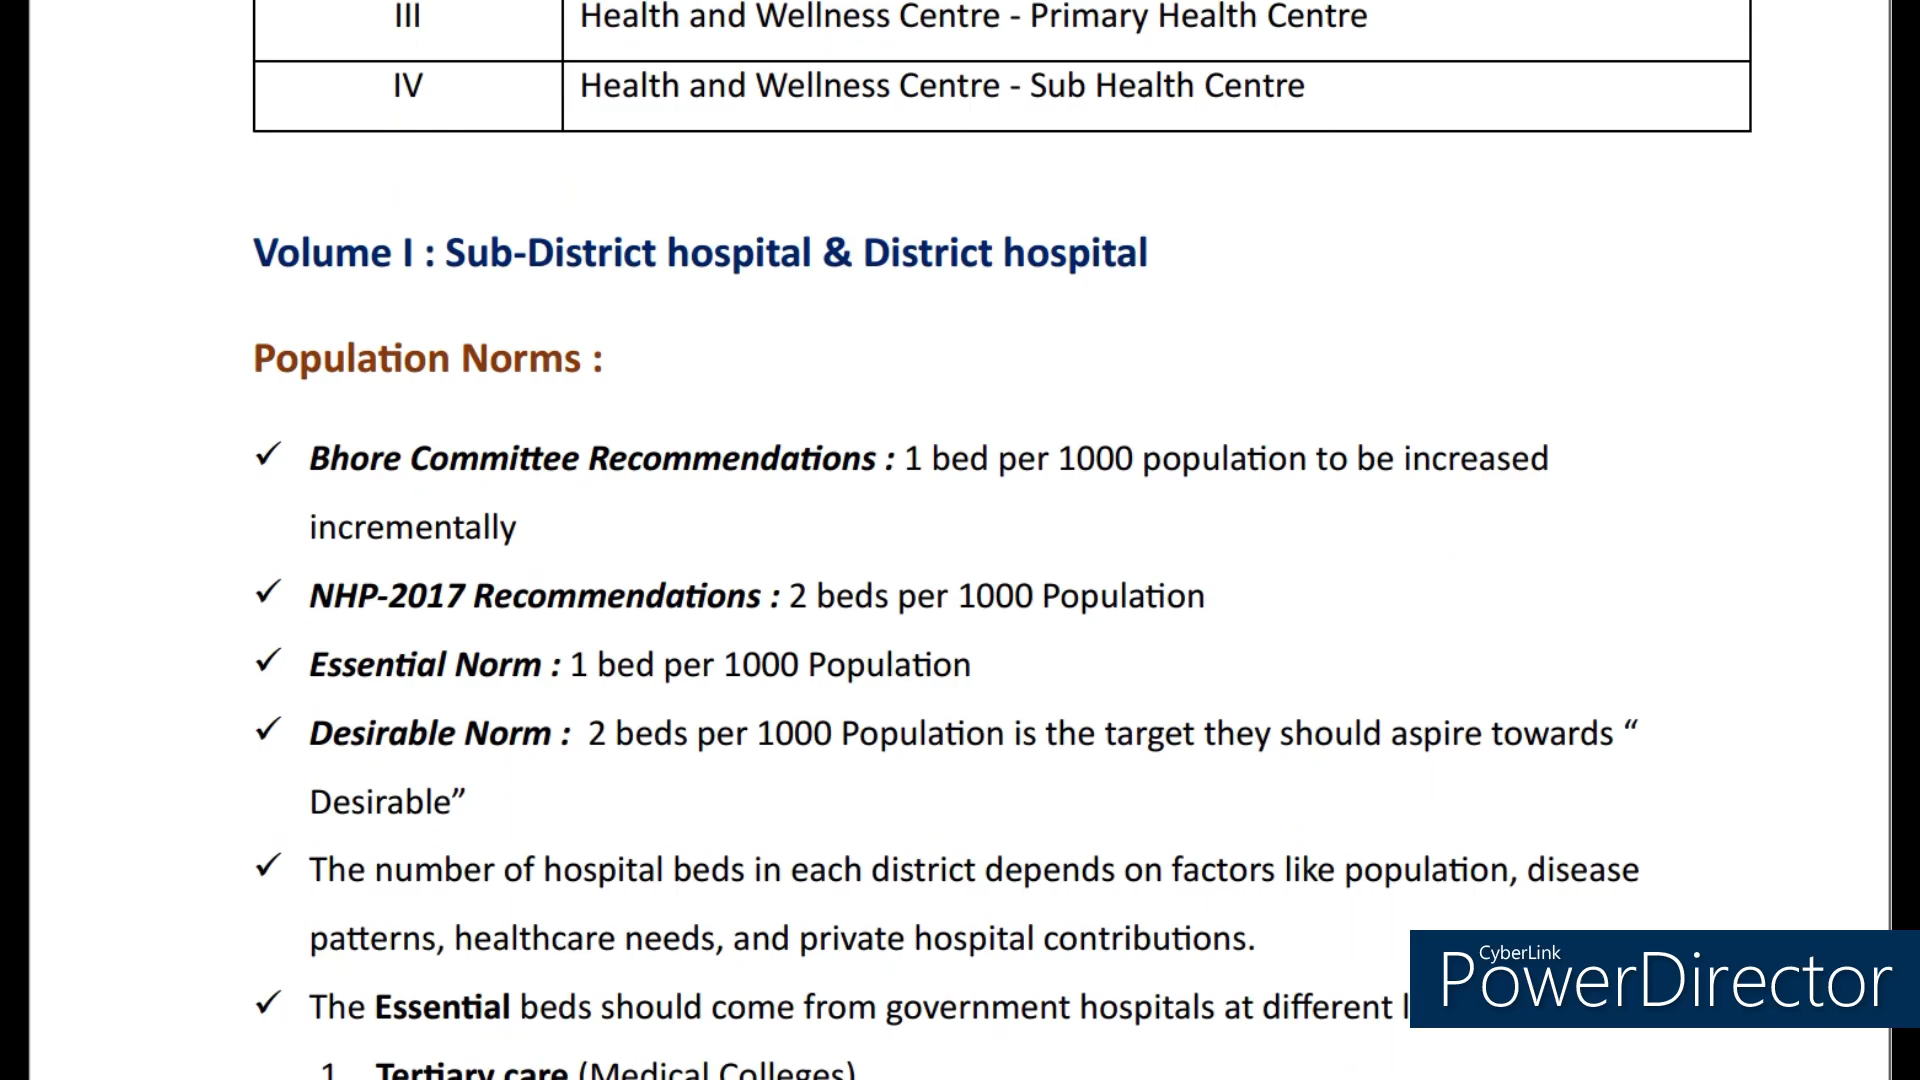 III Health and Wellness Centre - Primary Health Centre
IV Health and Wellness Centre - Sub Health Centre
Volume I : Sub-District hospital & District hospital
Population Norms :
✓ Bhore Committee Recommendations : 1 bed per 1000 population to be increased
incrementally
✓ NHP-2017 Recommendations : 2 beds per 1000 Population
✓ Essential Norm : 1 bed per 1000 Population
✓ Desirable Norm : 2 beds per 1000 Population is the target they should aspire towards “
Desirable”
✓ The number of hospital beds in each district depends on factors like population, disease
patterns, healthcare needs, and private hospital contributions.
✓ The Essential beds should come from government hospitals at different
1. Tertiary care (Medical Colleges)
CyberLink
PowerDirector